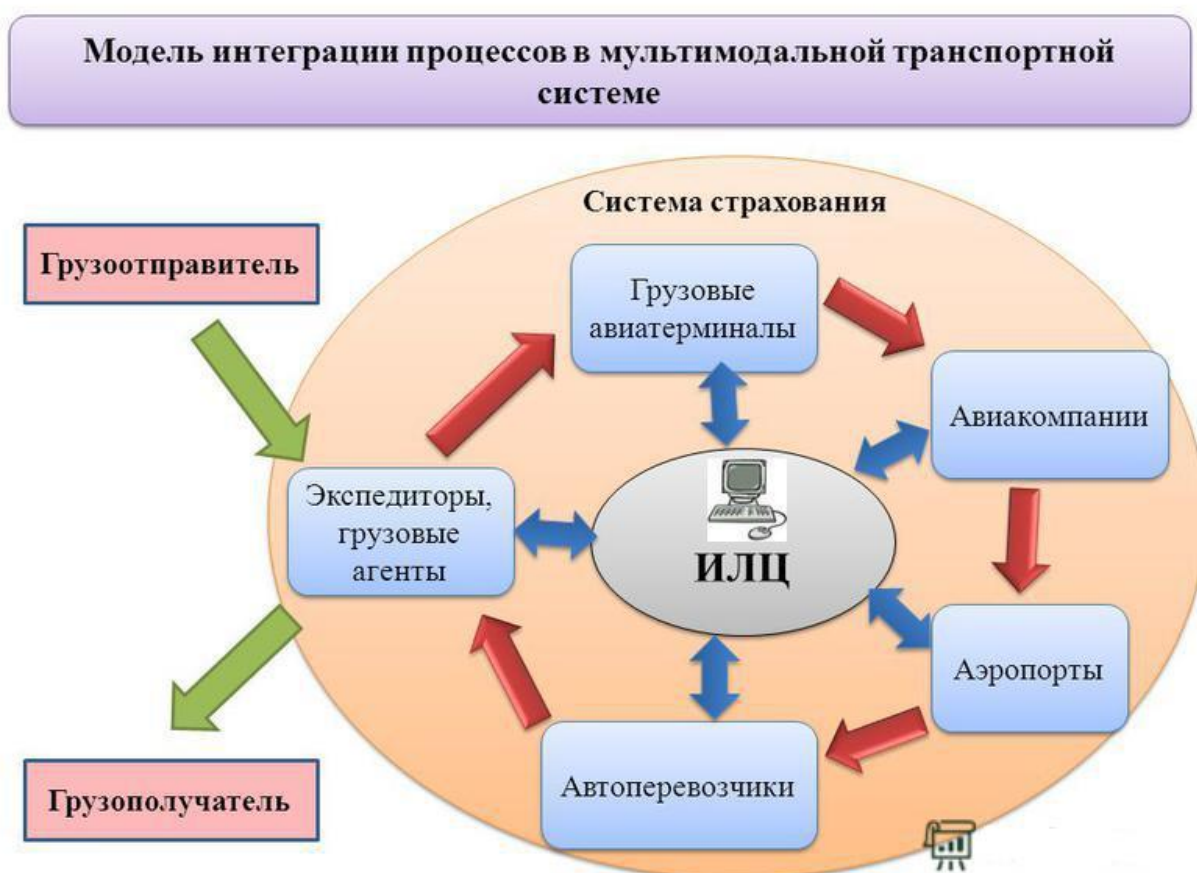 Модель интеграции процессов в мультимодальной транспортной
системе
Система страхования
Грузоотправитель
Грузовые
авиатерминалы
Авиакомпании
Экспедиторы,
грузовые
агенты
ИЛЦ
Аэропорты
Автоперевозчики
Грузополучатель